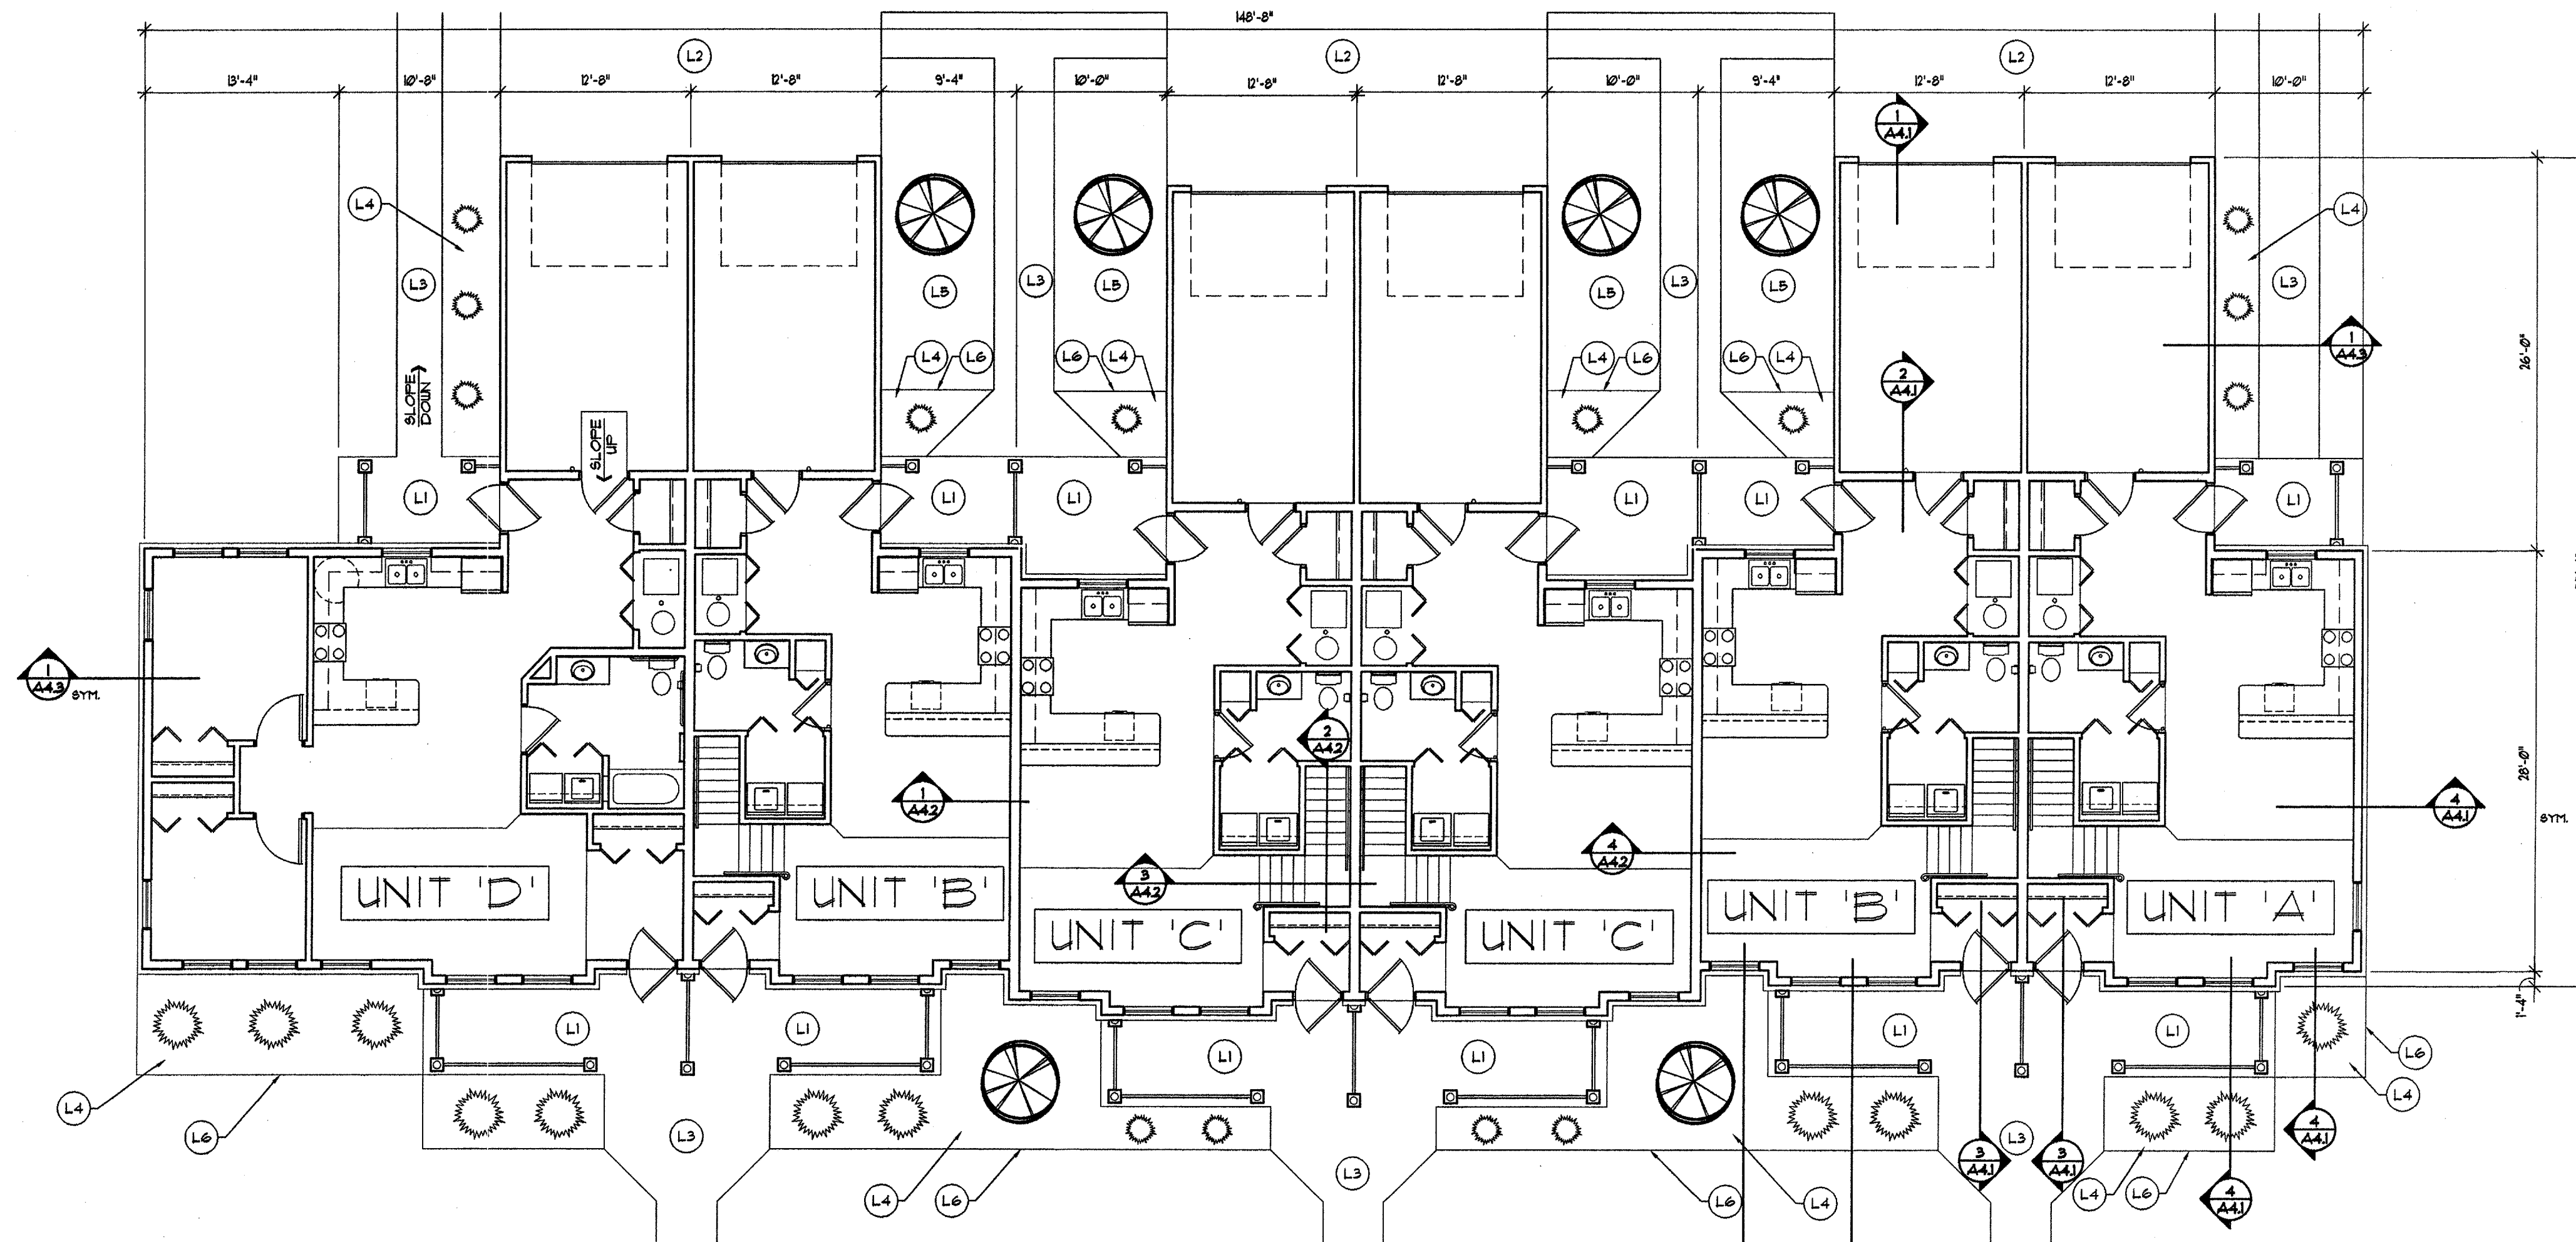 148'-8"
L2 L2 L2
13'-4" 10'-8" 12'-8" 12'-8" 9'-4" 10'-0" 12'-8" 12'-8" 10'-0" 9'-4" 12'-8" 12'-8" 10'-0"
1
A4.1
L4 L4
L3 L5 L3 L5 L5 L3 L5 L3
26'-0"
1
A4.3
L4 L6 L6 L4 L4 L6 L6 L4
2
A4.1
SLOPE
DOWN
SLOPE
UP
L1 L1 L1 L1 L1 L1
1
A4.3
SYM.
2
A4.2
28'-0"
1
A4.2
4
A4.1
SYM.
4
A4.2
3
A4.2
UNIT 'D' UNIT 'B' UNIT 'C' UNIT 'C' UNIT 'B' UNIT 'A'
1'-4"
L1 L1 L1 L1 L1 L1
L6
L4 L4
L6 L3 L3
4
A4.1
3
A4.1
3
A4.1
L3
L4 L6 L6 L4 L4 L6
4
A4.1